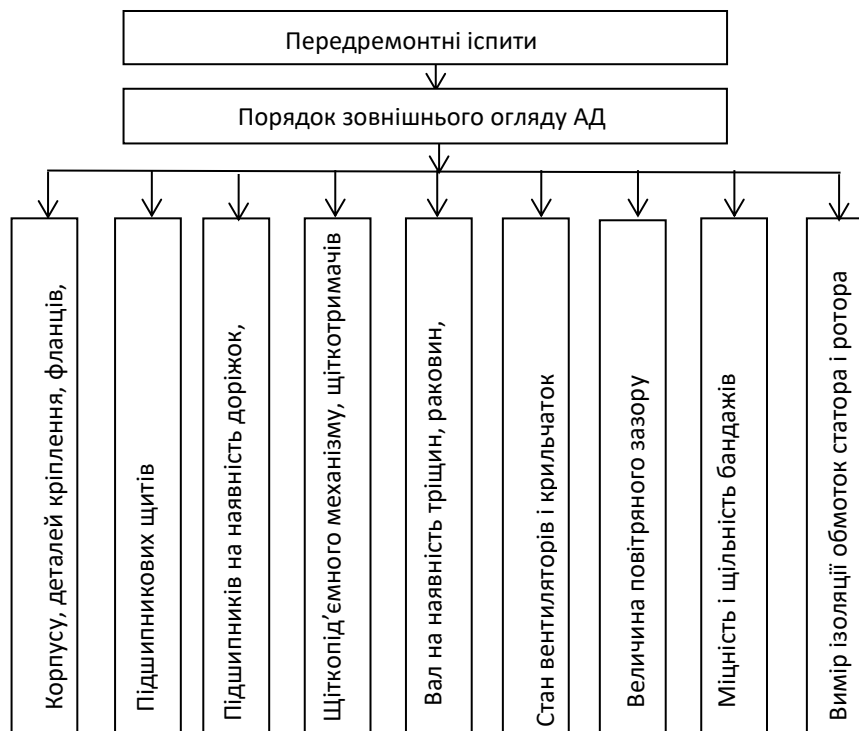 Передремонтні іспити
Порядок зовнішнього огляду АД
Корпусу, деталей кріплення, фланців,
Підшипникових щитів
Підшипників на наявність доріжок,
Щіткопід’ємного механізму, щіткотримачів
Вал на наявність тріщин, раковин,
Стан вентиляторів і крильчаток
Величина повітряного зазору
Міцність і щільність бандажів
Вимір ізоляції обмоток статора і ротора